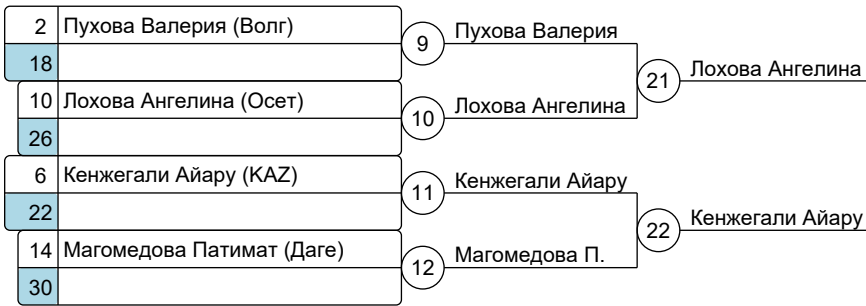 2 Пухова Валерия (Волг)
18
9
Пухова Валерия
10 Лохова Ангелина (Осет)
26
10
Лохова Ангелина
21
Лохова Ангелина
6 Кенжегали Айару (KAZ)
22
11
Кенжегали Айару
14 Магомедова Патимат (Даге)
30
12
Магомедова П.
22
Кенжегали Айару